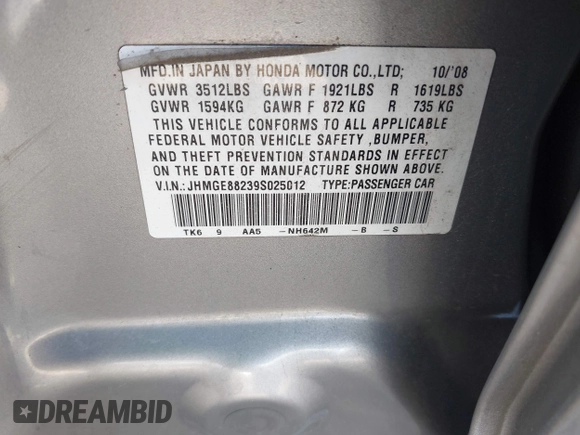 MFD.IN JAPAN BY HONDA MOTOR CO.,LTD; 10/'08
GVWR 3512LBS GAWR F 1921LBS R 1619LBS
GVWR 1594KG GAWR F 872 KG R 735 KG
THIS VEHICLE CONFORMS TO ALL APPLICABLE
FEDERAL MOTOR VEHICLE SAFETY ,BUMPER,
AND THEFT PREVENTION STANDARDS IN EFFECT
ON THE DATE OF MANUFACTURE SHOWN ABOVE.
V.I.N.: JHMGE88239S025012 TYPE:PASSENGER CAR
TK6 9 AA5 -NH642M -B -S
DREAMBID